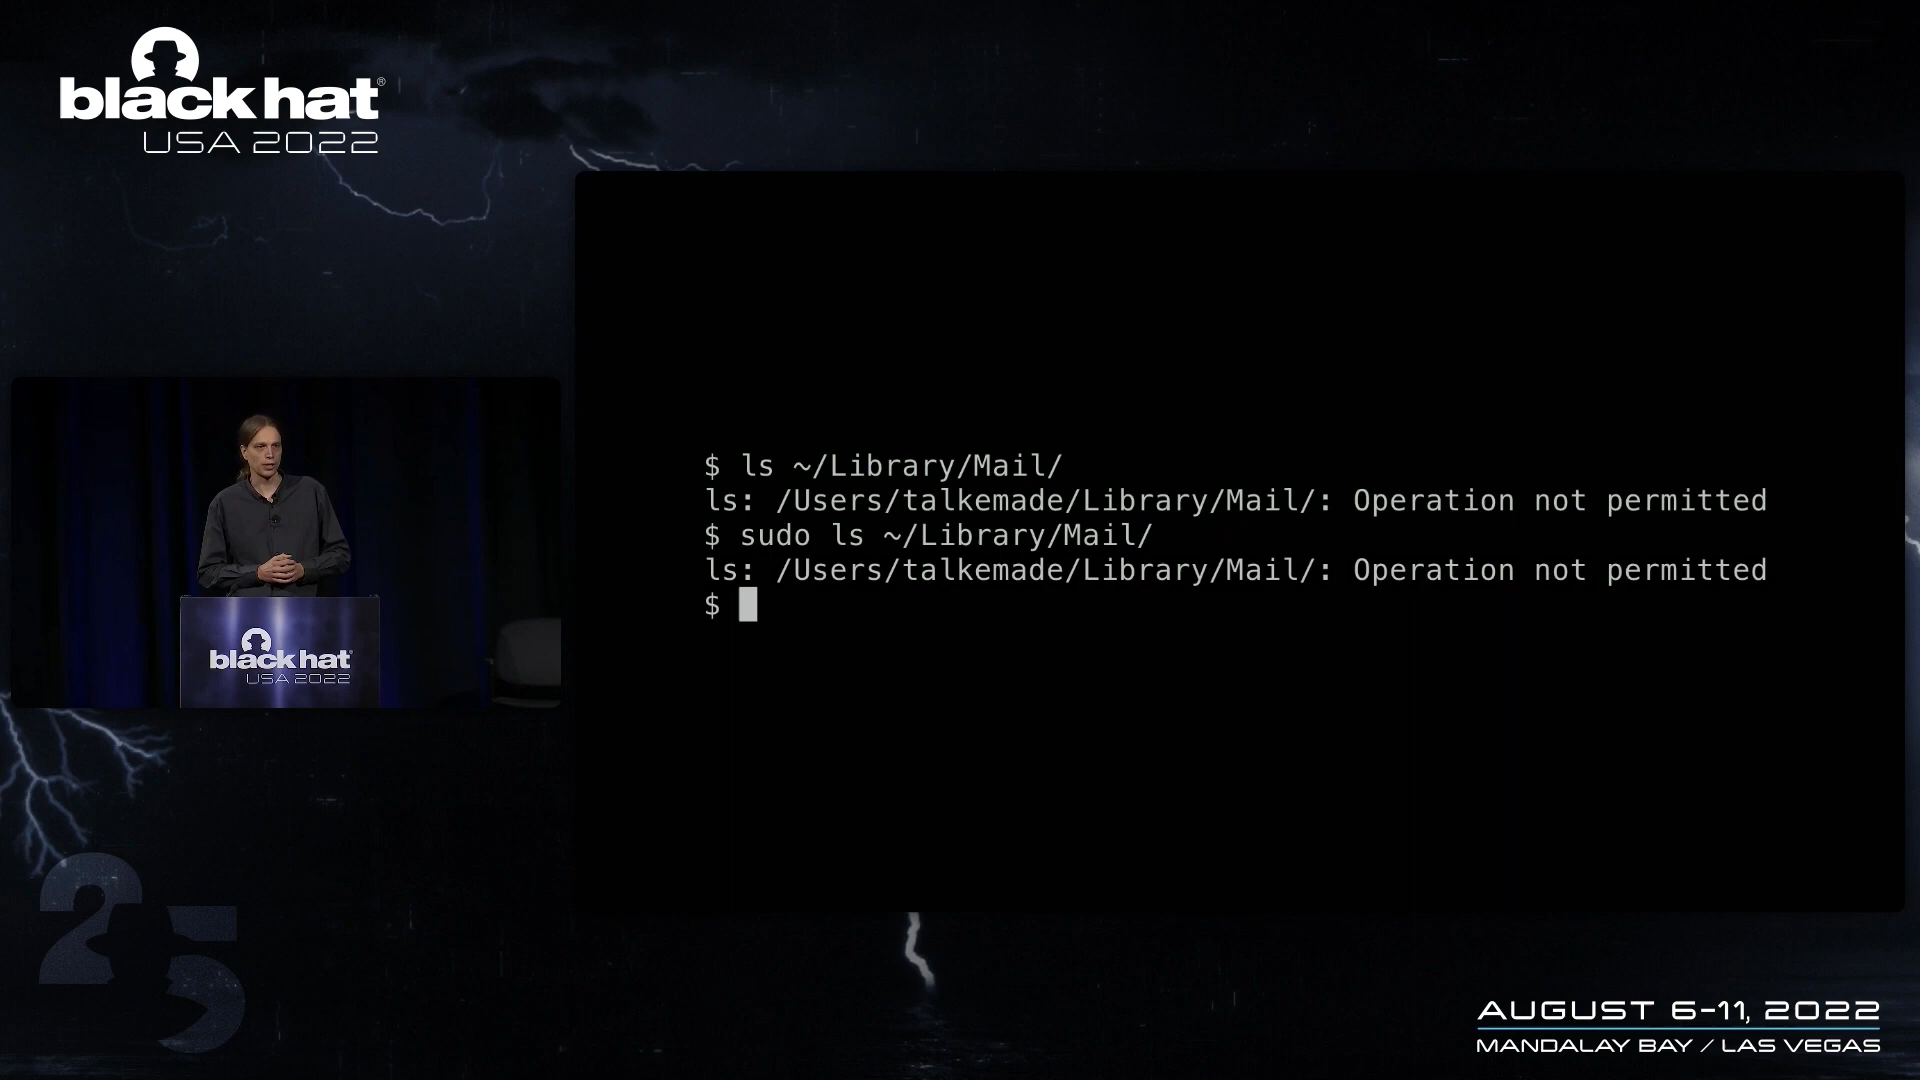 black hat®
USA 2022
$ ls ~/Library/Mail/
ls: /Users/talkemade/Library/Mail/: Operation not permitted
$ sudo ls ~/Library/Mail/
ls: /Users/talkemade/Library/Mail/: Operation not permitted
$
black hat
USA 2022
25
AUGUST 6-11, 2022
MANDALAY BAY / LAS VEGAS